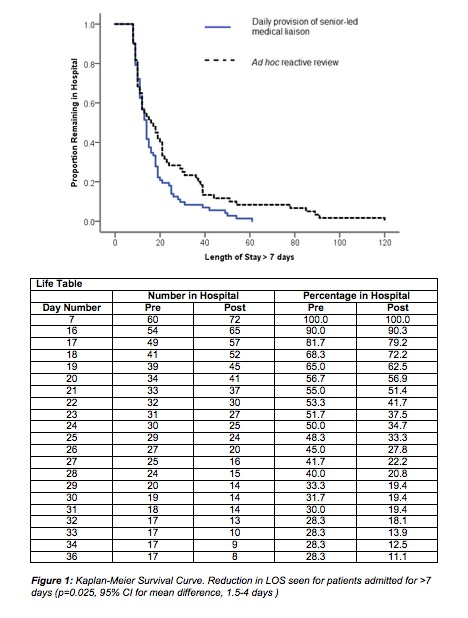 1.0
0.8
0.6
0.4
0.2
0.0
Proportion Remaining in Hospital
Daily provision of senior-led
medical liaison
Ad hoc reactive review
0 20 40 60 80 100 120
Length of Stay > 7 days
Life Table
Number in Hospital Percentage in Hospital
Day Number Pre Post Pre Post
7 60 72 100.0 100.0
16 54 65 90.0 90.3
17 49 57 81.7 79.2
18 41 52 68.3 72.2
19 39 45 65.0 62.5
20 34 41 56.7 56.9
21 33 37 55.0 51.4
22 32 30 53.3 41.7
23 31 27 51.7 37.5
24 30 25 50.0 34.7
25 29 24 48.3 33.3
26 27 20 45.0 27.8
27 25 16 41.7 22.2
28 24 15 40.0 20.8
29 20 14 33.3 19.4
30 19 14 31.7 19.4
31 18 14 30.0 19.4
32 17 13 28.3 18.1
33 17 10 28.3 13.9
34 17 9 28.3 12.5
36 17 8 28.3 11.1
Figure 1: Kaplan-Meier Survival Curve. Reduction in LOS seen for patients admitted for >7
days (p=0.025, 95% CI for mean difference, 1.5-4 days )